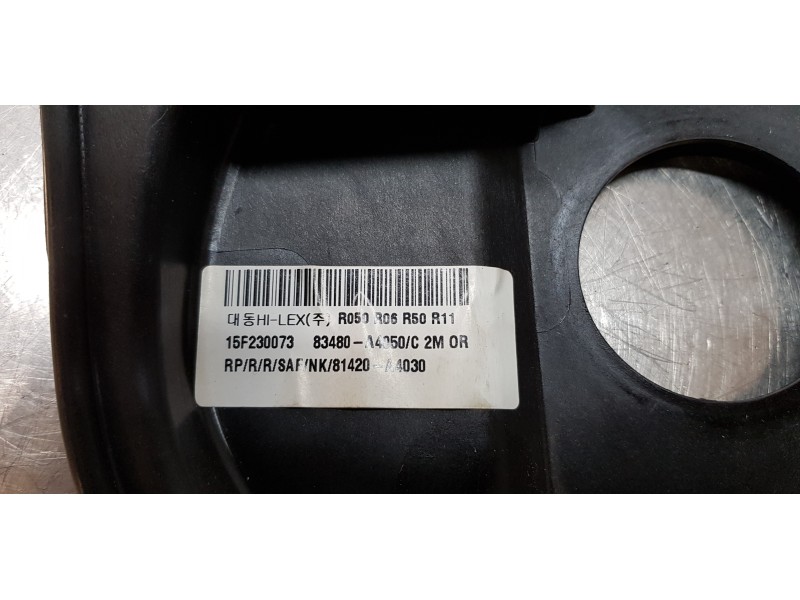 대동HI-LEX(주) R050 R06 R50 R11
15F230073 83480-A4050/C 2M OR
RP/R/R/SAF/NK/81420-A4030